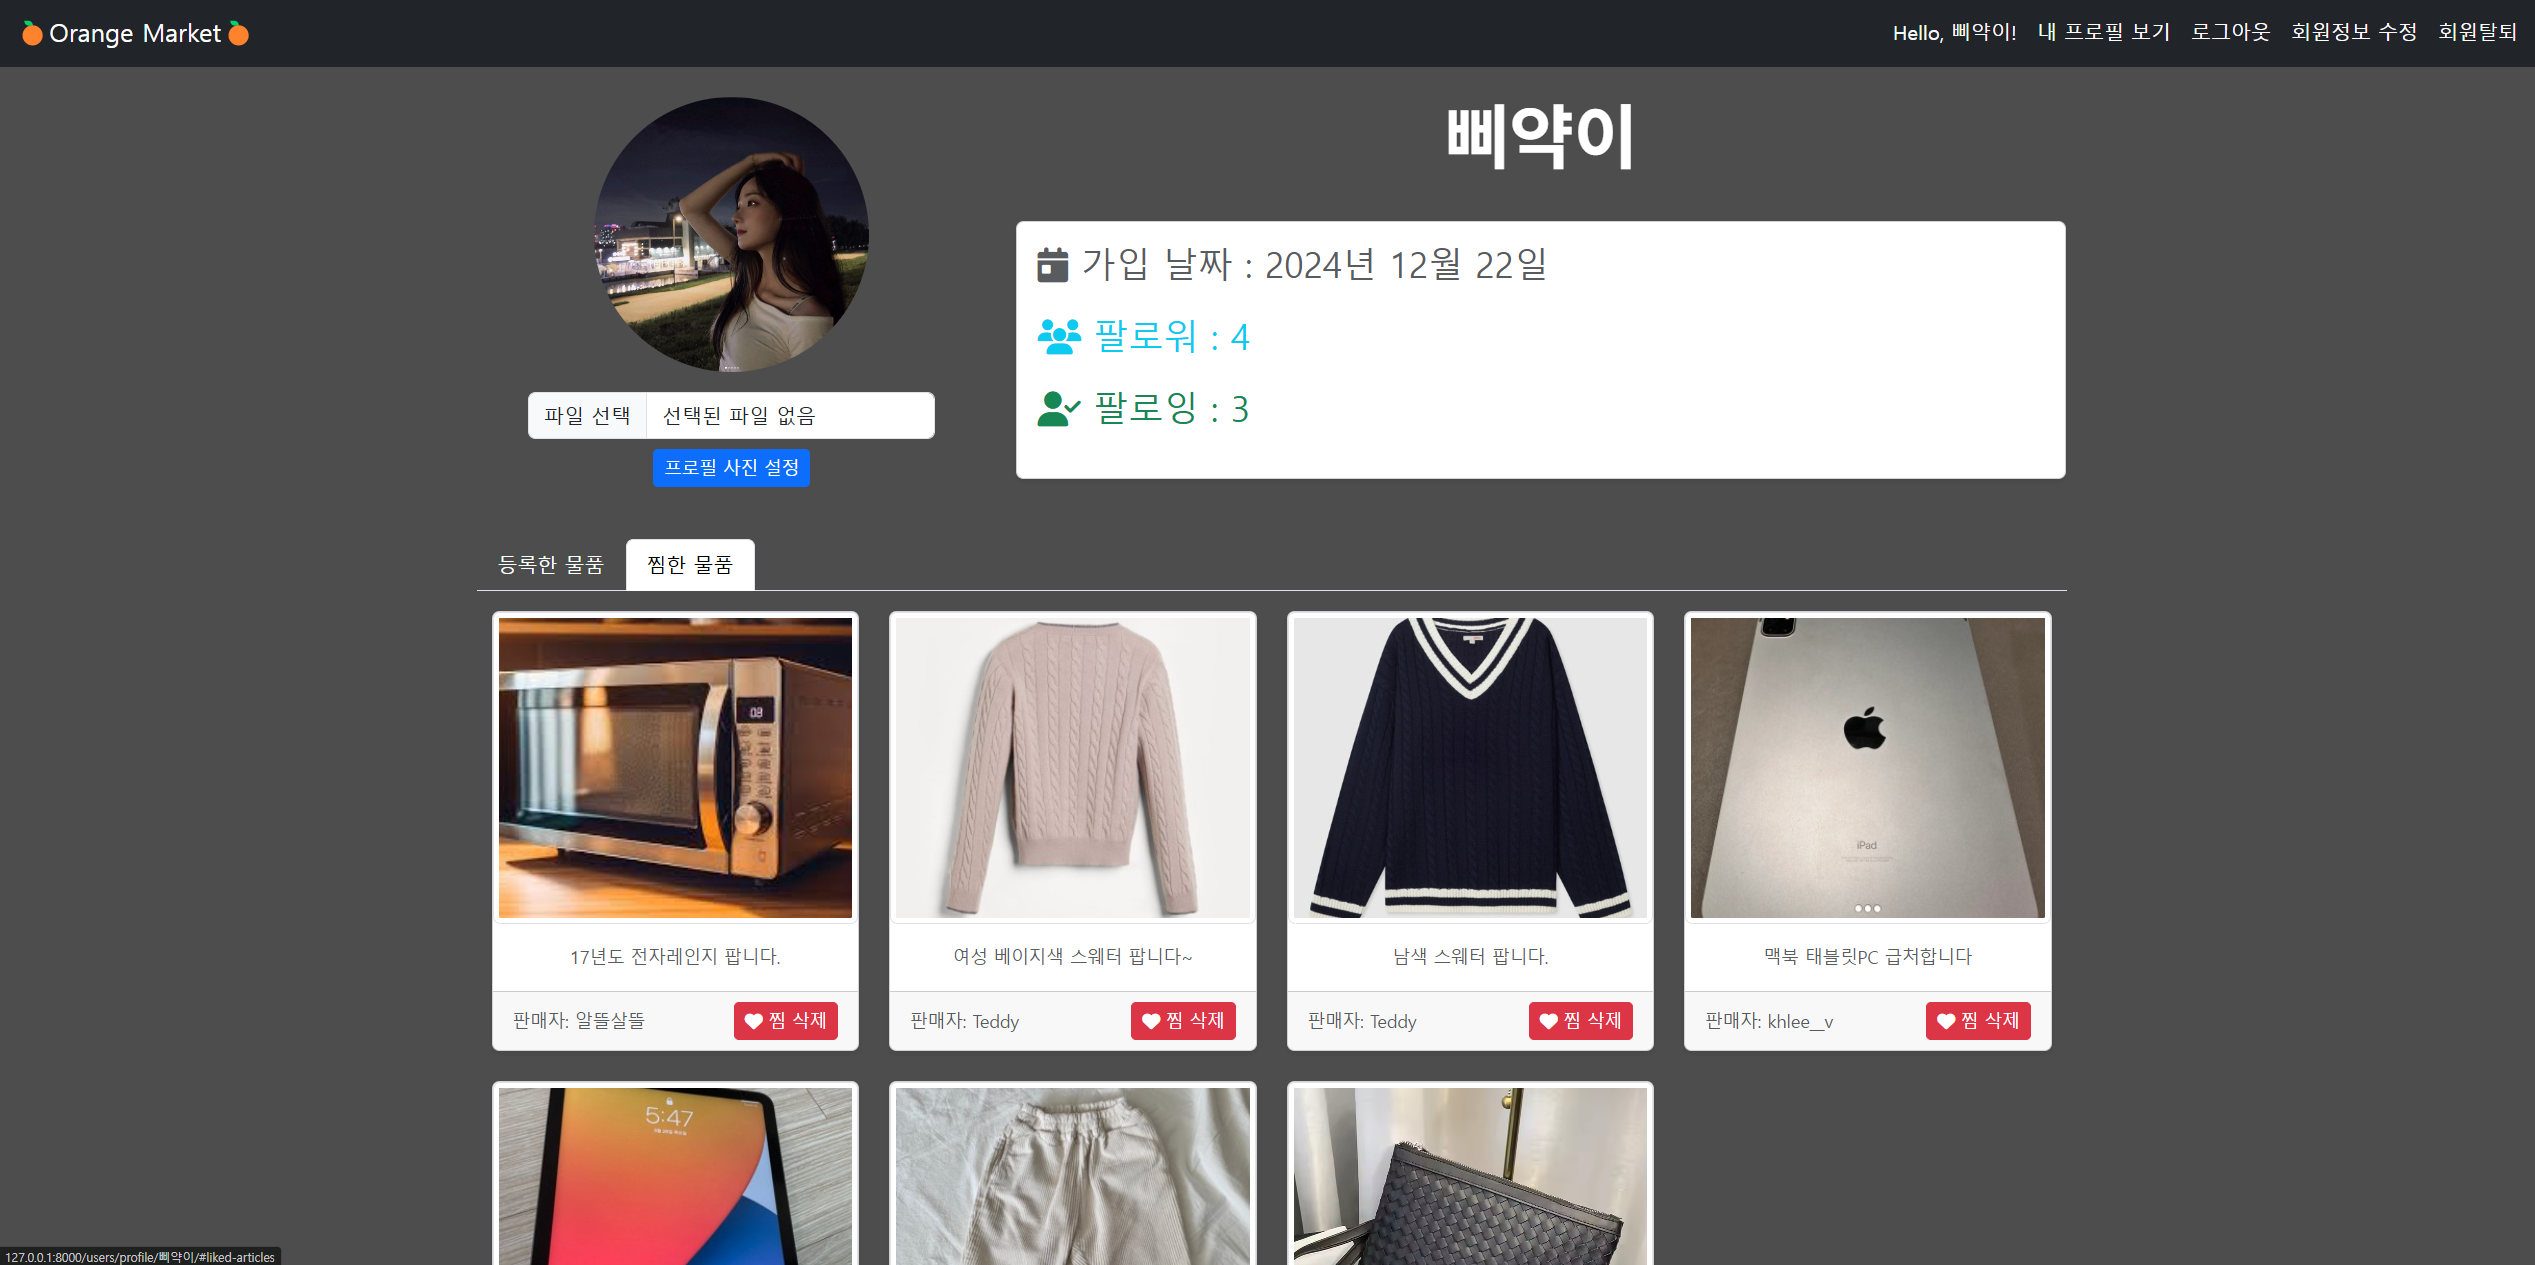 Orange Market
Hello, 삐약이! 내 프로필 보기 로그아웃 회원정보 수정 회원탈퇴
삐약이
가입 날짜 : 2024년 12월 22일
팔로워 : 4
팔로잉 : 3
파일 선택 선택된 파일 없음
프로필 사진 설정
등록한 물품 찜한 물품
03
iPad
17년도 전자레인지 팝니다.
여성 베이지색 스웨터 팝니다~
남색 스웨터 팝니다.
맥북 태블릿PC 급처합니다
판매자: 알뜰살뜰 찜 삭제
판매자: Teddy 찜 삭제
판매자: Teddy 찜 삭제
판매자: khlee__v 찜 삭제
5:47
127.0.0.1:8000/users/profile/삐약이/#liked-articles